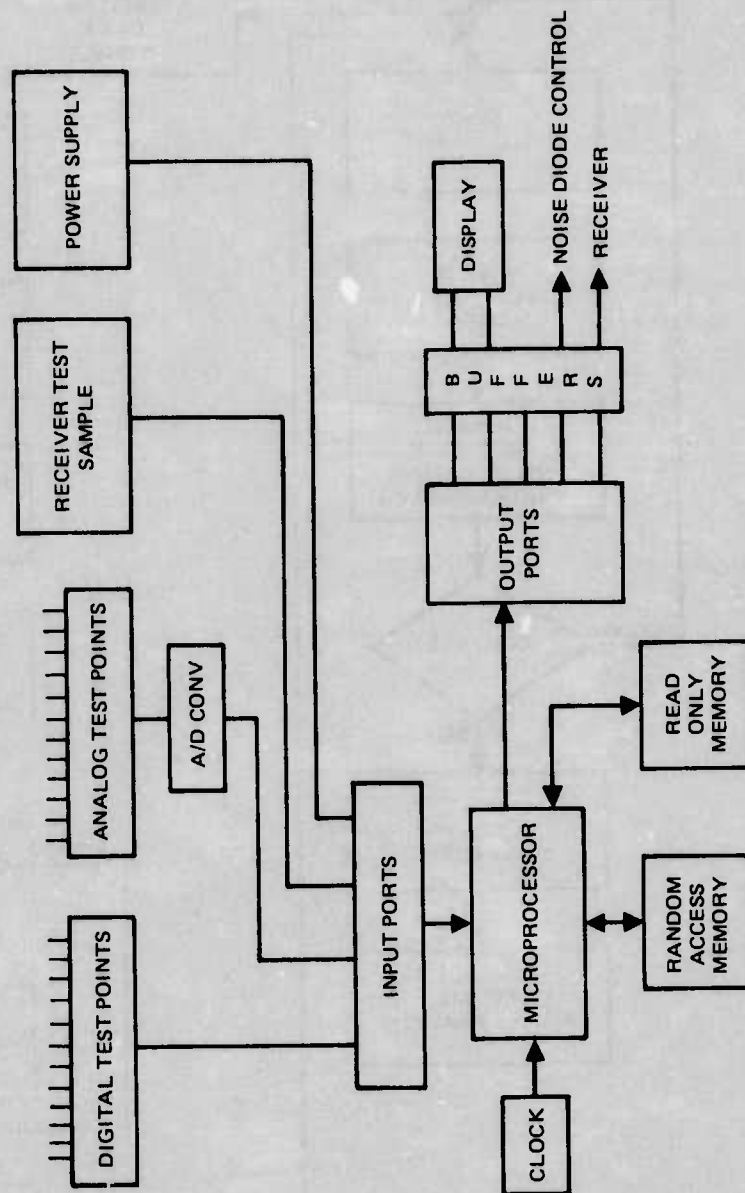 DIGITAL TEST POINTS
ANALOG TEST POINTS
RECEIVER TEST
SAMPLE
POWER SUPPLY
A/D CONV
INPUT PORTS
CLOCK
MICROPROCESSOR
OUTPUT
PORTS
BUFFERS
DISPLAY
NOISE DIODE CONTROL
RECEIVER
RANDOM
ACCESS
MEMORY
READ
ONLY
MEMORY